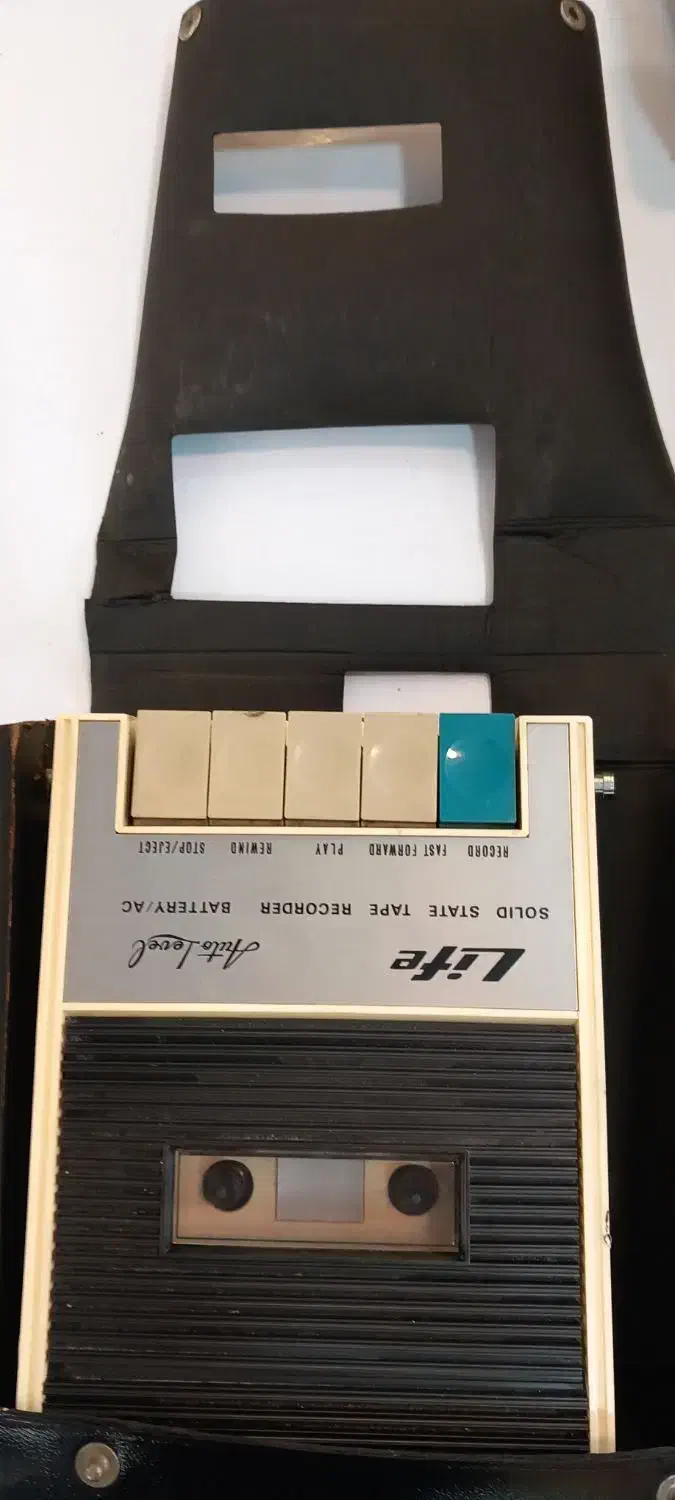 Life Auto Level
SOLID STATE TAPE RECORDER BATTERY/AC
RECORD FAST FORWARD PLAY REWIND STOP/EJECT